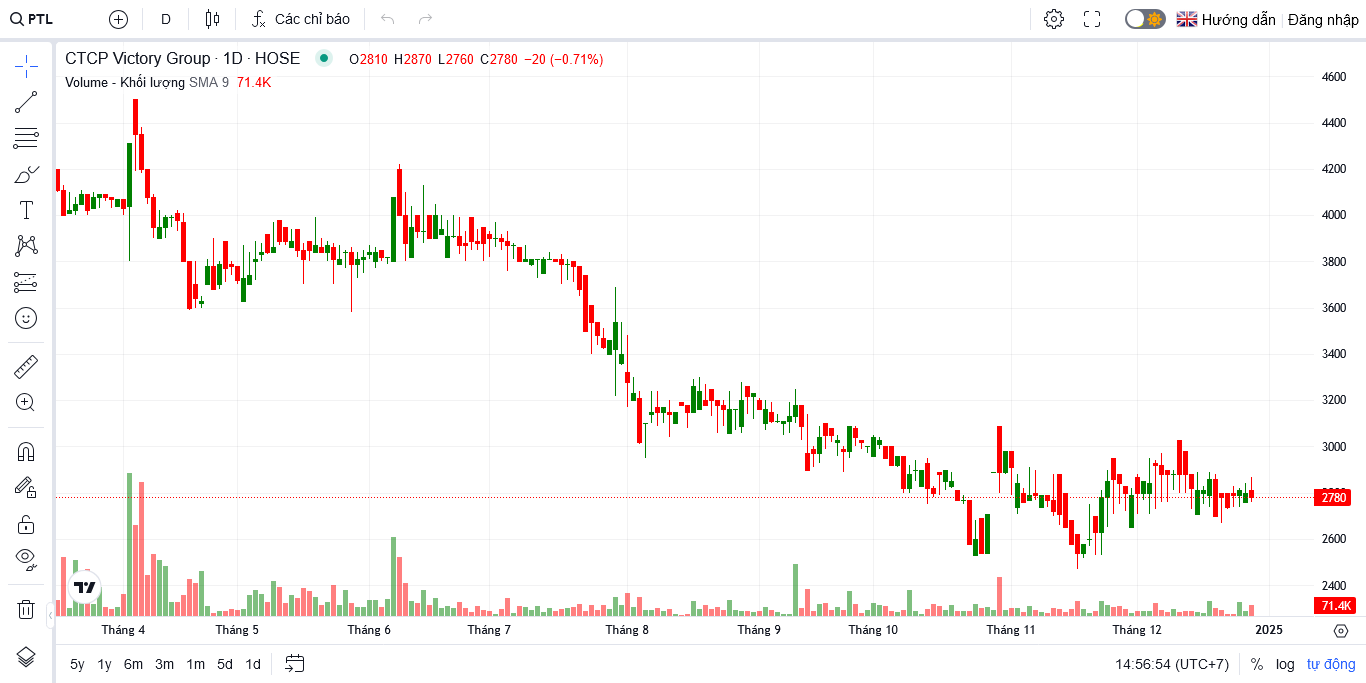 PTL D Các chỉ báo Hướng dẫn Đăng nhập
CTCP Victory Group · 1D · HOSE O2810 H2870 L2760 C2780 −20 (−0.71%)
Volume - Khối lượng SMA 9 71.4K
4600
4400
4200
4000
3800
3600
3400
3200
3000
2780
2600
2400
71.4K
Tháng 4 Tháng 5 Tháng 6 Tháng 7 Tháng 8 Tháng 9 Tháng 10 Tháng 11 Tháng 12 2025
5y 1y 6m 3m 1m 5d 1d 14:56:54 (UTC+7) % log tự động